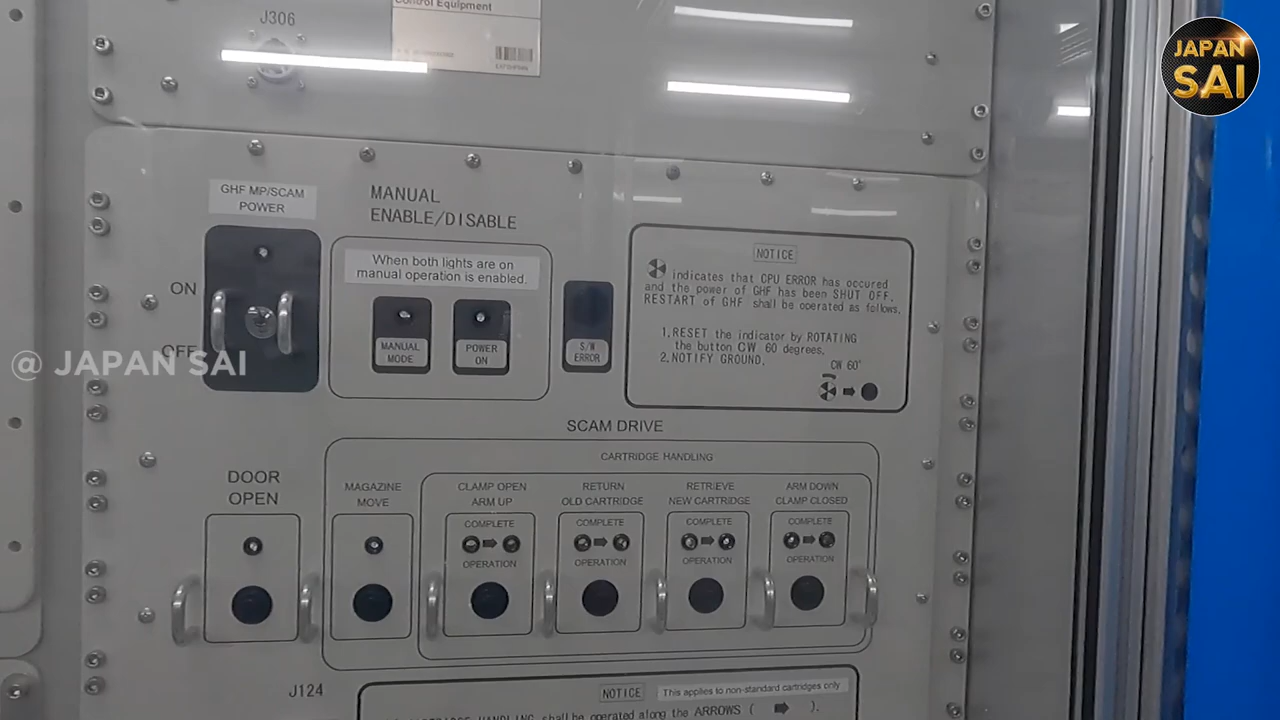 J306
Control Equipment
JAPAN
SAI
GHF MP/SCAM
POWER
MANUAL
ENABLE/DISABLE
When both lights are on
manual operation is enabled.
ON
OFF
MANUAL
MODE
POWER
ON
S/W
ERROR
NOTICE
indicates that CPU ERROR has occured
and the power of GHF has been SHUT OFF.
RESTART of GHF shall be operated as follows,
1.RESET the indicator by ROTATING
the button CW 60 degrees,
2.NOTIFY GROUND,
CW 60°
@ JAPAN SAI
SCAM DRIVE
CARTRIDGE HANDLING
DOOR
OPEN
MAGAZINE
MOVE
CLAMP OPEN
ARM UP
COMPLETE
OPERATION
RETURN
OLD CARTRIDGE
COMPLETE
OPERATION
RETRIEVE
NEW CARTRIDGE
COMPLETE
OPERATION
ARM DOWN
CLAMP CLOSED
COMPLETE
OPERATION
J124
NOTICE
This applies to non-standard cartridges only
HANDLING shall be operated along the ARROWS ( ➡ ).